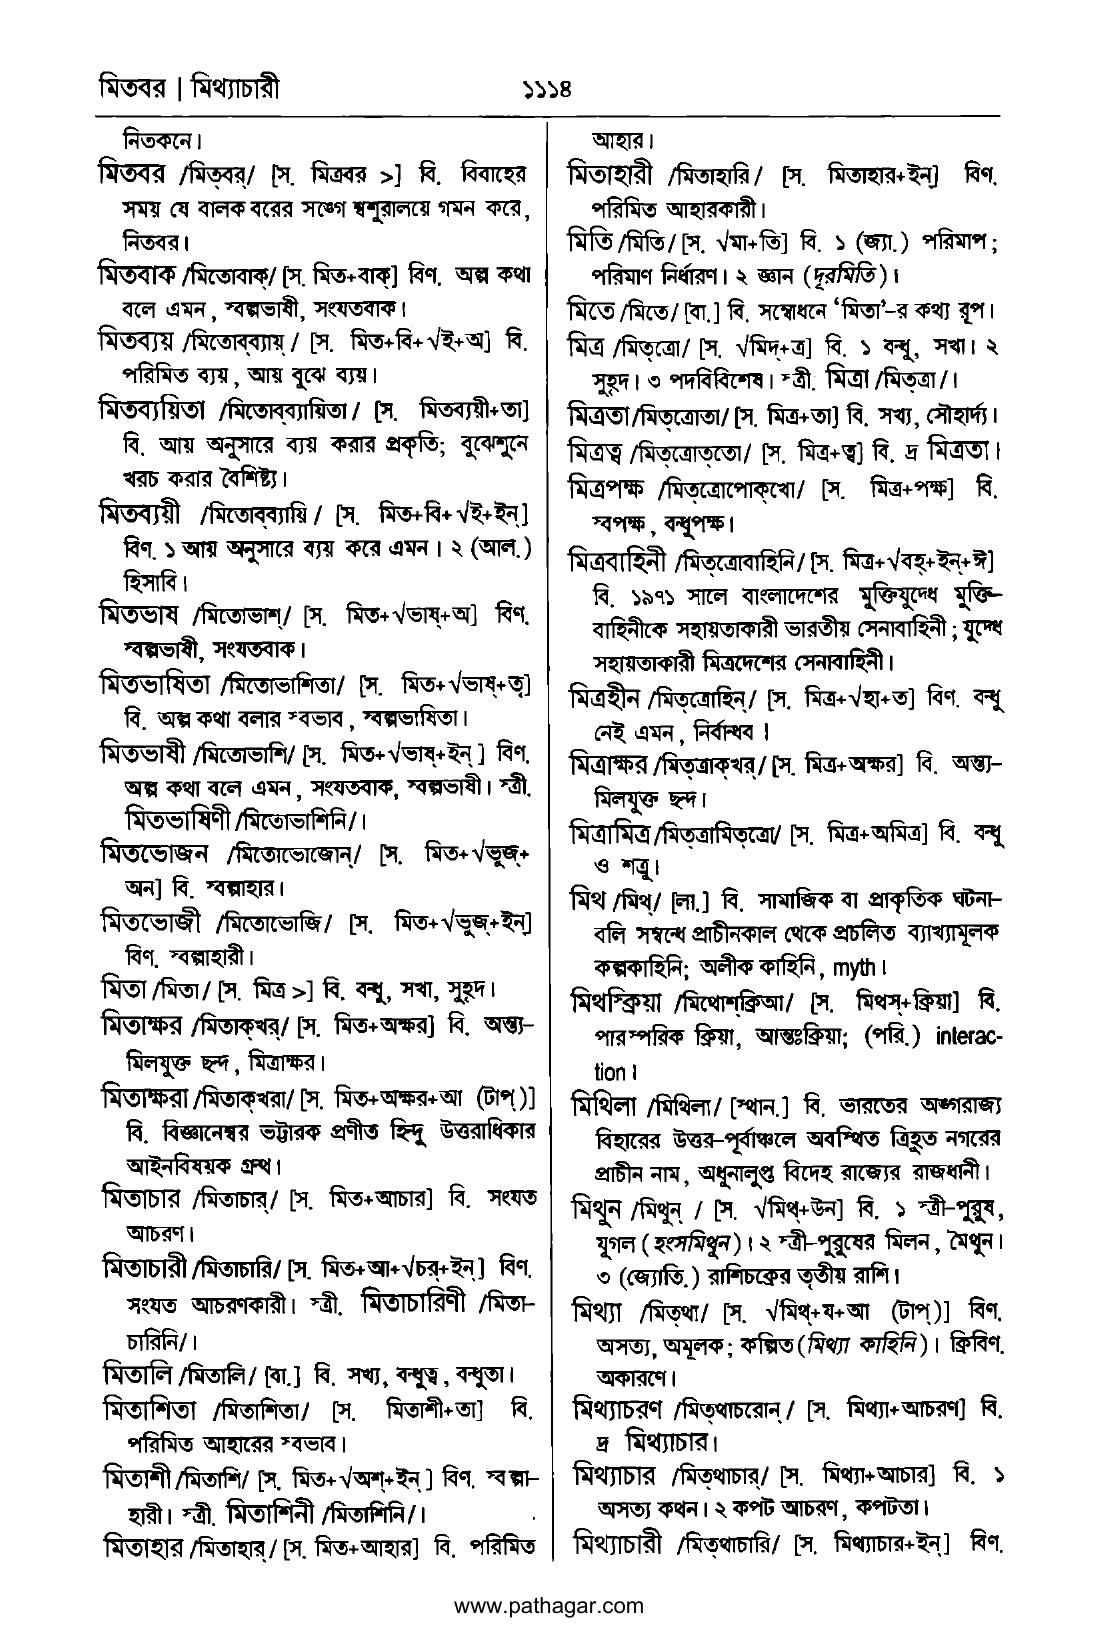 মিতবর | মিথ্যাচারী
১১১৪
নিতকনে।
মিতবর /মিত্‌বর্/ [স. মিত্রবর >] বি. বিবাহের
সময় যে বালক বরের সঙ্গে শ্বশুরালয়ে গমন করে,
নিতবর।
মিতবাক /মিতোবাক্/ [স. মিত+বাক্] বিণ. অল্প কথা
বলে এমন, স্বল্পভাষী, সংযতবাক।
মিতব্যয় /মিতোব্‌ব্যায়্/ [স. মিত+বি+√ই+অ] বি.
পরিমিত ব্যয়, আয় বুঝে ব্যয়।
মিতব্যয়িতা /মিতোব্‌ব্যায়িতা/ [স. মিতব্যয়ী+তা]
বি. আয় অনুসারে ব্যয় করার প্রকৃতি; বুঝেশুনে
খরচ করার বৈশিষ্ট্য।
মিতব্যয়ী /মিতোব্‌ব্যায়ি/ [স. মিত+বি+√ই+ইন্]
বিণ. ১ আয় অনুসারে ব্যয় করে এমন। ২ (আল.)
হিসাবি।
মিতভাষ /মিতোভাশ্/ [স. মিত+√ভাষ্+অ] বিণ.
স্বল্পভাষী, সংযতবাক।
মিতভাষিতা /মিতোভাশিতা/ [স. মিত+√ভাষ্+তৃ]
বি. অল্প কথা বলার স্বভাব, স্বল্পভাষিতা।
মিতভাষী /মিতোভাশি/ [স. মিত+√ভাষ্+ইন্] বিণ.
অল্প কথা বলে এমন, সংযতবাক, স্বল্পভাষী। স্ত্রী.
মিতভাষিণী /মিতোভাশিনি/।
মিতভোজন /মিতোভোজোন্/ [স. মিত+√ভুজ্+
অন] বি. স্বল্পাহার।
মিতভোজী /মিতোভোজি/ [স. মিত+√ভুজ্+ইন্]
বিণ. স্বল্পাহারী।
মিতা /মিতা/ [স. মিত্র >] বি. বন্ধু, সখা, সুহৃদ।
মিতাক্ষর /মিতাক্‌খর্/ [স. মিত+অক্ষর] বি. অন্ত্য-
মিলযুক্ত ছন্দ, মিত্রাক্ষর।
মিতাক্ষরা /মিতাক্‌খরা/ [স. মিত+অক্ষর+আ (টাপ্)]
বি. বিজ্ঞানেশ্বর ভট্টারক প্রণীত হিন্দু উত্তরাধিকার
আইনবিষয়ক গ্রন্থ।
মিতাচার /মিতাচার্/ [স. মিত+আচার] বি. সংযত
আচরণ।
মিতাচারী /মিতাচারি/ [স. মিত+আ+√চর্+ইন্] বিণ.
সংযত আচরণকারী। স্ত্রী. মিতাচারিণী /মিতা-
চারিনি/।
মিতালি /মিতালি/ [বা.] বি. সখ্য, বন্ধুত্ব, বন্ধুতা।
মিতাশিতা /মিতাশিতা/ [স. মিতাশী+তা] বি.
পরিমিত আহারের স্বভাব।
মিতাশী /মিতাশি/ [স. মিত+√অশ্+ইন্] বিণ. স্বল্পা-
হারী। স্ত্রী. মিতাশিনী /মিতাশিনি/।
মিতাহার /মিতাহার্/ [স. মিত+আহার] বি. পরিমিত
আহার।
মিতাহারী /মিতাহারি/ [স. মিতাহার+ইন্] বিণ.
পরিমিত আহারকারী।
মিতি /মিতি/ [স. √মা+তি] বি. ১ (জ্যা.) পরিমাপ;
পরিমাণ নির্ধারণ। ২ জ্ঞান (দূরমিতি)।
মিতে /মিতে/ [বা.] বি. সম্বোধনে ‘মিতা’-র কথ্য রূপ।
মিত্র /মিত্‌ত্রো/ [স. √মিদ্+ত্র] বি. ১ বন্ধু, সখা। ২
সুহৃদ। ৩ পদবিবিশেষ। স্ত্রী. মিত্রা /মিত্‌ত্রা/।
মিত্রতা /মিত্‌ত্রোতা/ [স. মিত্র+তা] বি. সখ্য, সৌহার্দ্য।
মিত্রত্ব /মিত্‌ত্রোত্‌তো/ [স. মিত্র+ত্ব] বি. দ্র মিত্রতা।
মিত্রপক্ষ /মিত্‌ত্রোপোক্‌খো/ [স. মিত্র+পক্ষ] বি.
স্বপক্ষ, বন্ধুপক্ষ।
মিত্রবাহিনী /মিত্‌ত্রোবাহিনি/ [স. মিত্র+√বহ্+ইন্+ঈ]
বি. ১৯৭১ সালে বাংলাদেশের মুক্তিযুদ্ধে মুক্তি-
বাহিনীকে সহায়তাকারী ভারতীয় সেনাবাহিনী; যুদ্ধে
সহায়তাকারী মিত্রদেশের সেনাবাহিনী।
মিত্রহীন /মিত্‌ত্রোহিন্/ [স. মিত্র+√হা+ত] বিণ. বন্ধু
নেই এমন, নির্বান্ধব।
মিত্রাক্ষর /মিত্‌ত্রাক্‌খর্/ [স. মিত্র+অক্ষর] বি. অন্ত্য-
মিলযুক্ত ছন্দ।
মিত্রামিত্র /মিত্‌ত্রামিত্‌ত্রো/ [স. মিত্র+অমিত্র] বি. বন্ধু
ও শত্রু।
মিথ /মিথ্/ [লা.] বি. সামাজিক বা প্রাকৃতিক ঘটনা-
বলি সম্বন্ধে প্রাচীনকাল থেকে প্রচলিত ব্যাখ্যামূলক
কল্পকাহিনি; অলীক কাহিনি, myth।
মিথস্ক্রিয়া /মিথোশ্‌ক্রিআ/ [স. মিথস্+ক্রিয়া] বি.
পারস্পরিক ক্রিয়া, আন্তঃক্রিয়া; (পরি.) interac-
tion।
মিথিলা /মিথিলা/ [স্থান.] বি. ভারতের অঙ্গরাজ্য
বিহারের উত্তর-পূর্বাঞ্চলে অবস্থিত ত্রিহুত নগরের
প্রাচীন নাম, অধুনালুপ্ত বিদেহ রাজ্যের রাজধানী।
মিথুন /মিথুন্/ [স. √মিথ্+উন] বি. ১ স্ত্রী-পুরুষ,
যুগল (হংসমিথুন)। ২ স্ত্রী-পুরুষের মিলন, মৈথুন।
৩ (জ্যোতি.) রাশিচক্রের তৃতীয় রাশি।
মিথ্যা /মিত্‌থা/ [স. √মিথ্+য+আ (টাপ্)] বিণ.
অসত্য, অমূলক; কল্পিত (মিথ্যা কাহিনি)। ক্রিবিণ.
অকারণে।
মিথ্যাচরণ /মিত্‌থাচরোন্/ [স. মিথ্যা+আচরণ] বি.
দ্র মিথ্যাচার।
মিথ্যাচার /মিত্‌থাচার্/ [স. মিথ্যা+আচার] বি. ১
অসত্য কথন। ২ কপট আচরণ, কপটতা।
মিথ্যাচারী /মিত্‌থাচারি/ [স. মিথ্যাচার+ইন্] বিণ.
www.pathagar.com